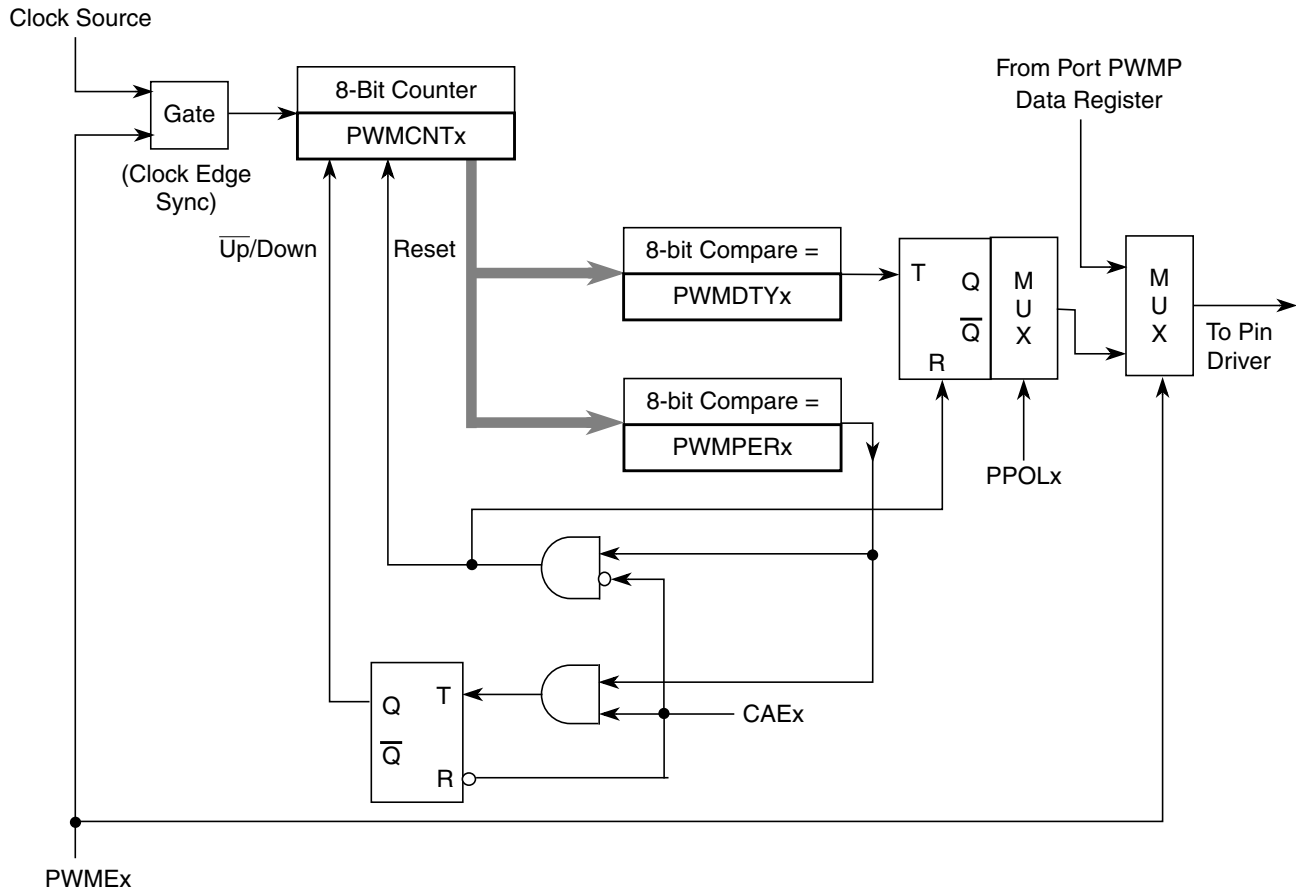 Clock Source
From Port PWMP
Data Register
8-Bit Counter
Gate
PWMCNTx
(Clock Edge
Sync)
U̅p̅/Down
Reset
8-bit Compare =
PWMDTYx
T
Q
Q̅
R
M
U
X
M
U
X
To Pin
Driver
8-bit Compare =
PWMPERx
PPOLx
Q
T
Q̅
R
CAEx
PWMEx